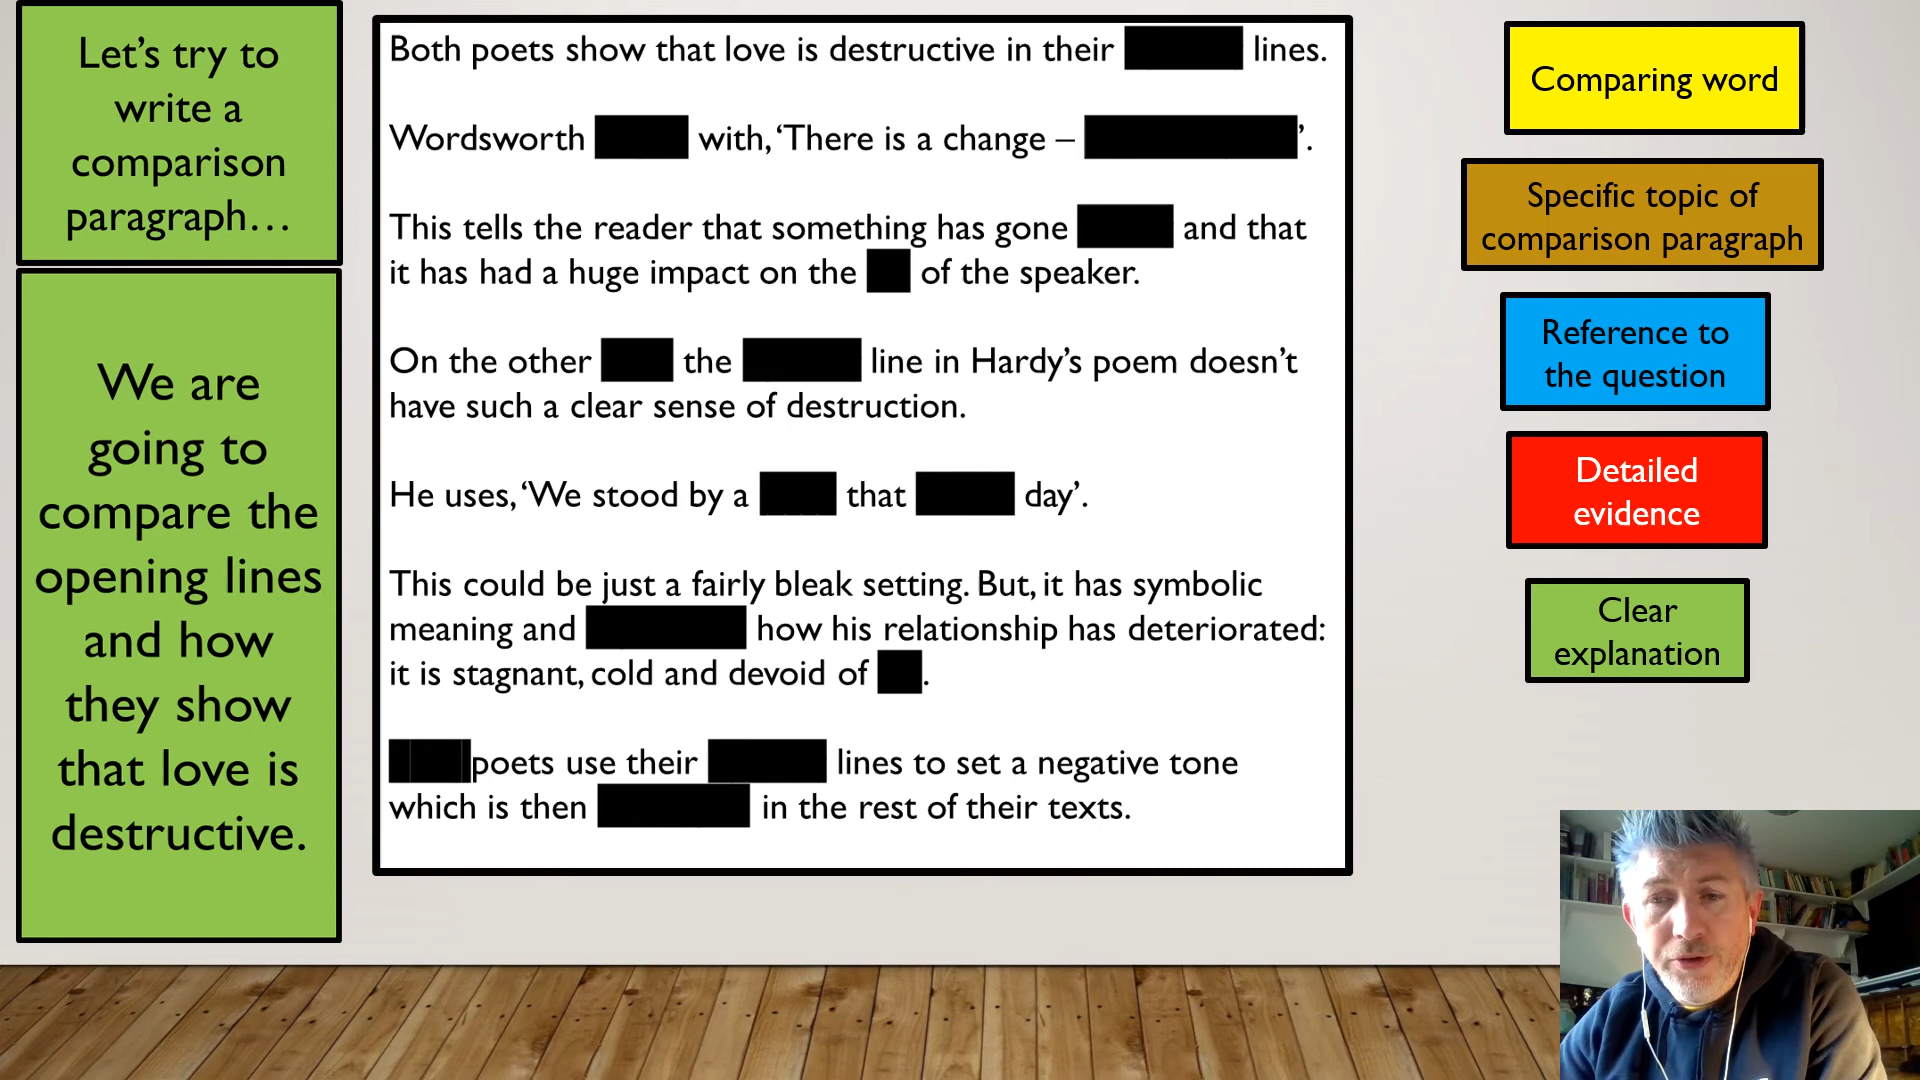 Let's try to
write a
comparison
paragraph…
We are
going to
compare the
opening lines
and how
they show
that love is
destructive.
Both poets show that love is destructive in their lines.
Wordsworth with, ‘There is a change – ’.
This tells the reader that something has gone and that
it has had a huge impact on the of the speaker.
On the other the line in Hardy’s poem doesn’t
have such a clear sense of destruction.
He uses, ‘We stood by a that day’.
This could be just a fairly bleak setting. But, it has symbolic
meaning and how his relationship has deteriorated:
it is stagnant, cold and devoid of .
poets use their lines to set a negative tone
which is then in the rest of their texts.
Comparing word
Specific topic of
comparison paragraph
Reference to
the question
Detailed
evidence
Clear
explanation